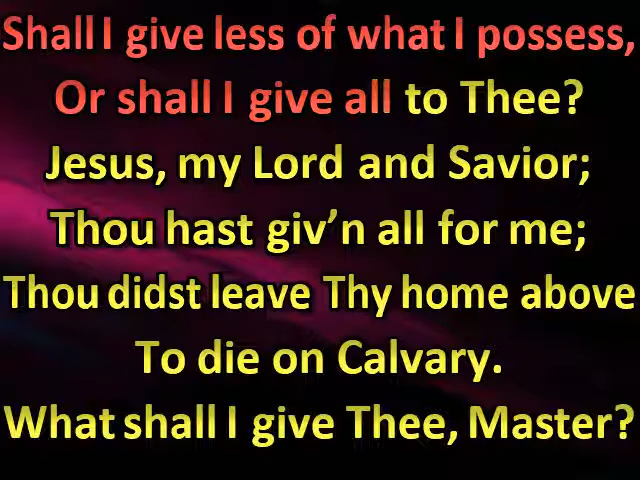 Shall I give less of what I possess,
Or shall I give all to Thee?
Jesus, my Lord and Savior;
Thou hast giv’n all for me;
Thou didst leave Thy home above
To die on Calvary.
What shall I give Thee, Master?